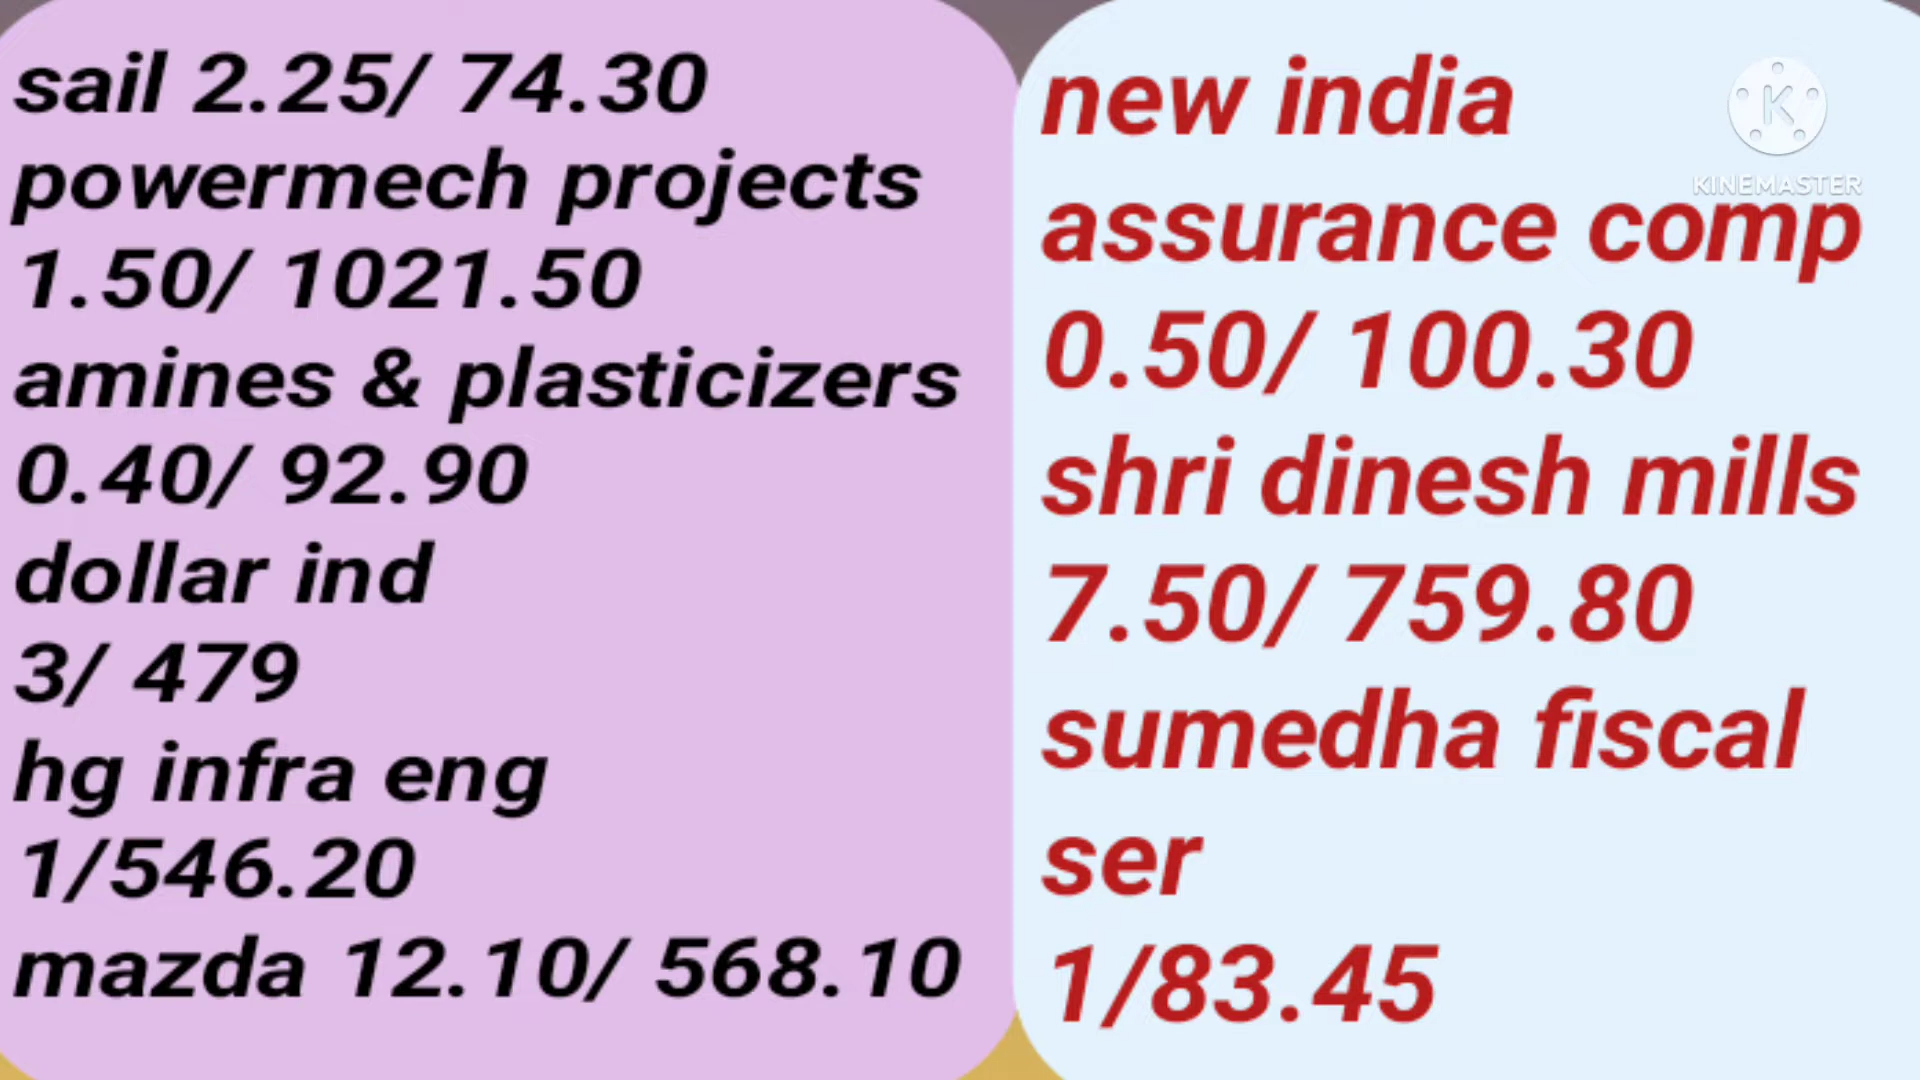 sail 2.25/ 74.30
powermech projects
1.50/ 1021.50
amines & plasticizers
0.40/ 92.90
dollar ind
3/ 479
hg infra eng
1/546.20
mazda 12.10/ 568.10
new india
assurance comp
0.50/ 100.30
shri dinesh mills
7.50/ 759.80
sumedha fiscal
ser
1/83.45
K
KINEMASTER